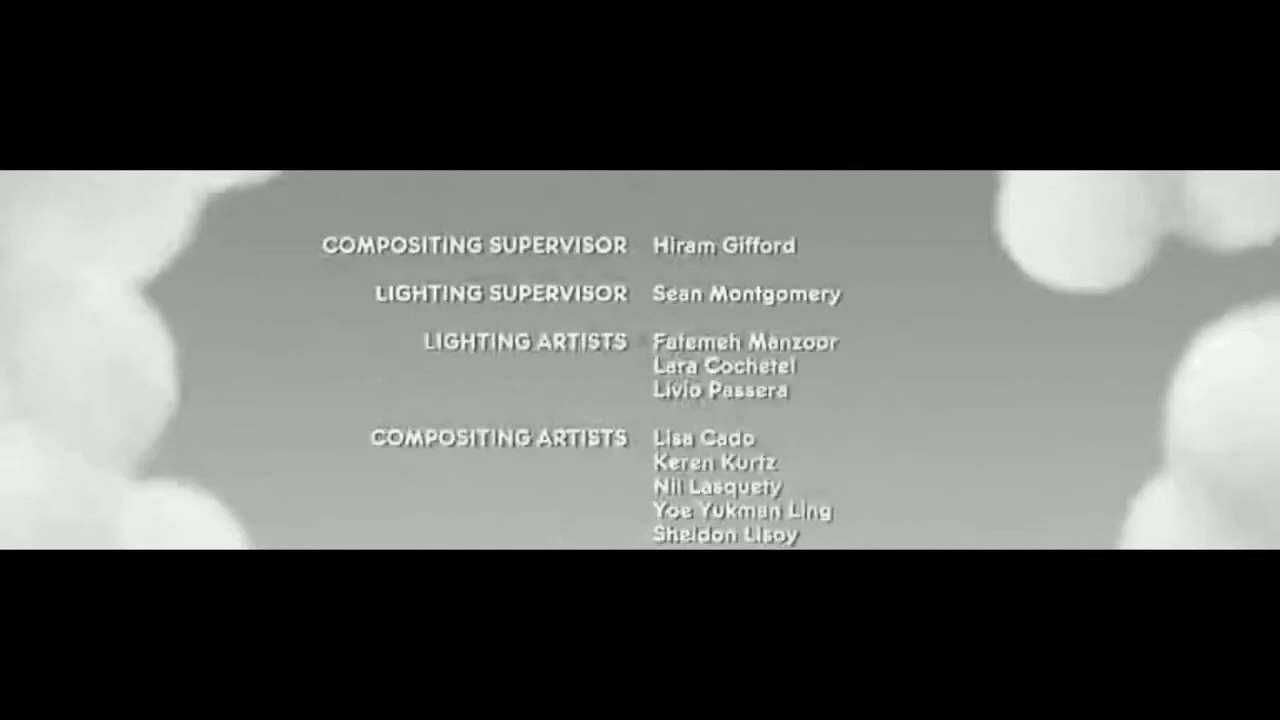 COMPOSITING SUPERVISOR Hiram Gifford
LIGHTING SUPERVISOR Sean Montgomery
LIGHTING ARTISTS Fatemeh Manzoor
Lara Cochetel
Livio Passera
COMPOSITING ARTISTS Lisa Cado
Keren Kurtz
Nil Lasquety
Yoe Yukman Ling
Sheldon Lisoy